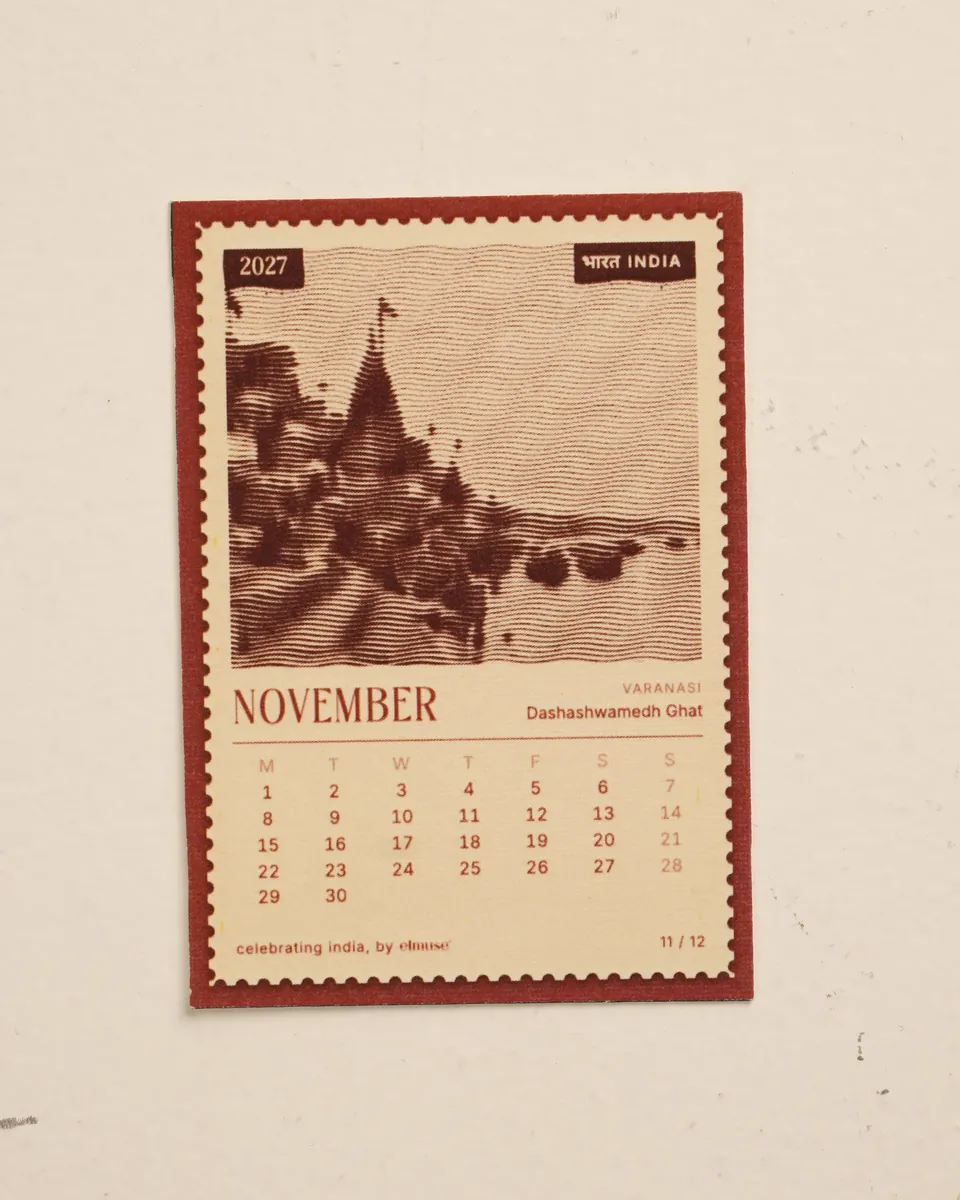 2027
भारत INDIA
NOVEMBER
VARANASI
Dashashwamedh Ghat
M T W T F S S
1 2 3 4 5 6 7
8 9 10 11 12 13 14
15 16 17 18 19 20 21
22 23 24 25 26 27 28
29 30
celebrating india, by elmuse
11 / 12